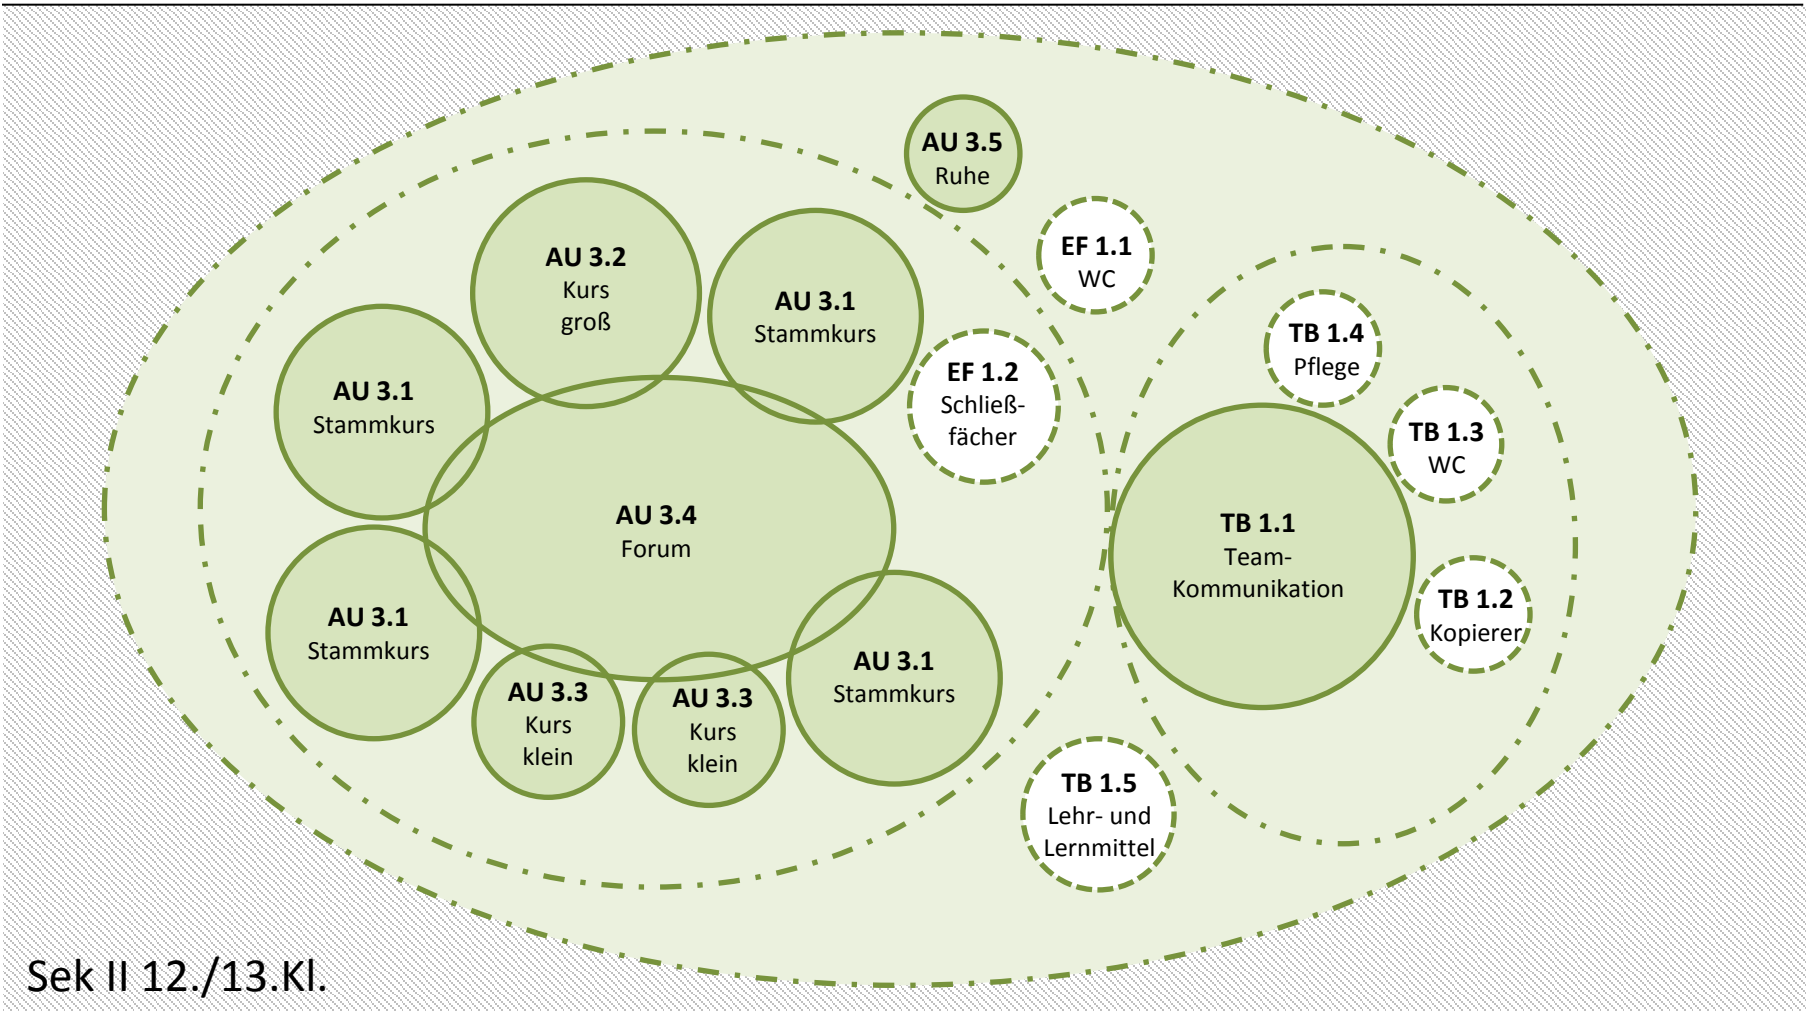 AU 3.5
Ruhe
EF 1.1
WC
AU 3.2
Kurs
groß
AU 3.1
Stammkurs
TB 1.4
Pflege
EF 1.2
Schließ-
fächer
AU 3.1
Stammkurs
TB 1.3
WC
AU 3.4
Forum
TB 1.1
Team-
Kommunikation
TB 1.2
Kopierer
AU 3.1
Stammkurs
AU 3.3
Kurs
klein
AU 3.3
Kurs
klein
AU 3.1
Stammkurs
TB 1.5
Lehr- und
Lernmittel
Sek II 12./13.Kl.